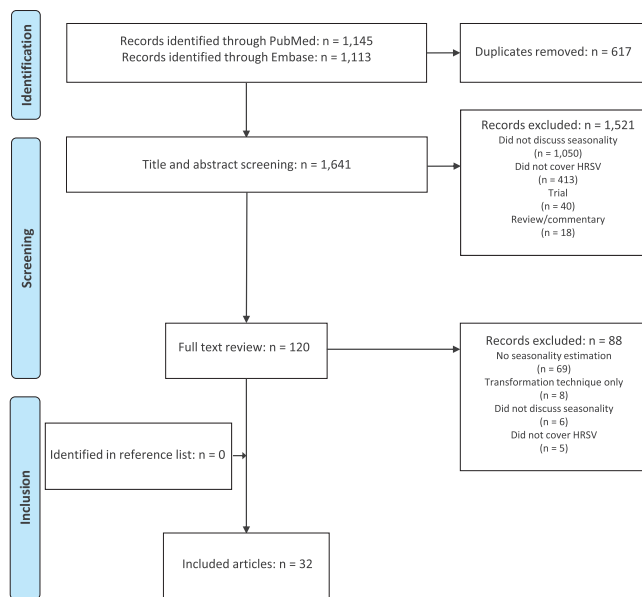 Identification
Records identified through PubMed: n = 1,145
Records identified through Embase: n = 1,113
Duplicates removed: n = 617
Screening
Title and abstract screening: n = 1,641
Records excluded: n = 1,521
Did not discuss seasonality
(n = 1,050)
Did not cover HRSV
(n = 413)
Trial
(n = 40)
Review/commentary
(n = 18)
Full text review: n = 120
Records excluded: n = 88
No seasonality estimation
(n = 69)
Transformation technique only
(n = 8)
Did not discuss seasonality
(n = 6)
Did not cover HRSV
(n = 5)
Inclusion
Identified in reference list: n = 0
Included articles: n = 32